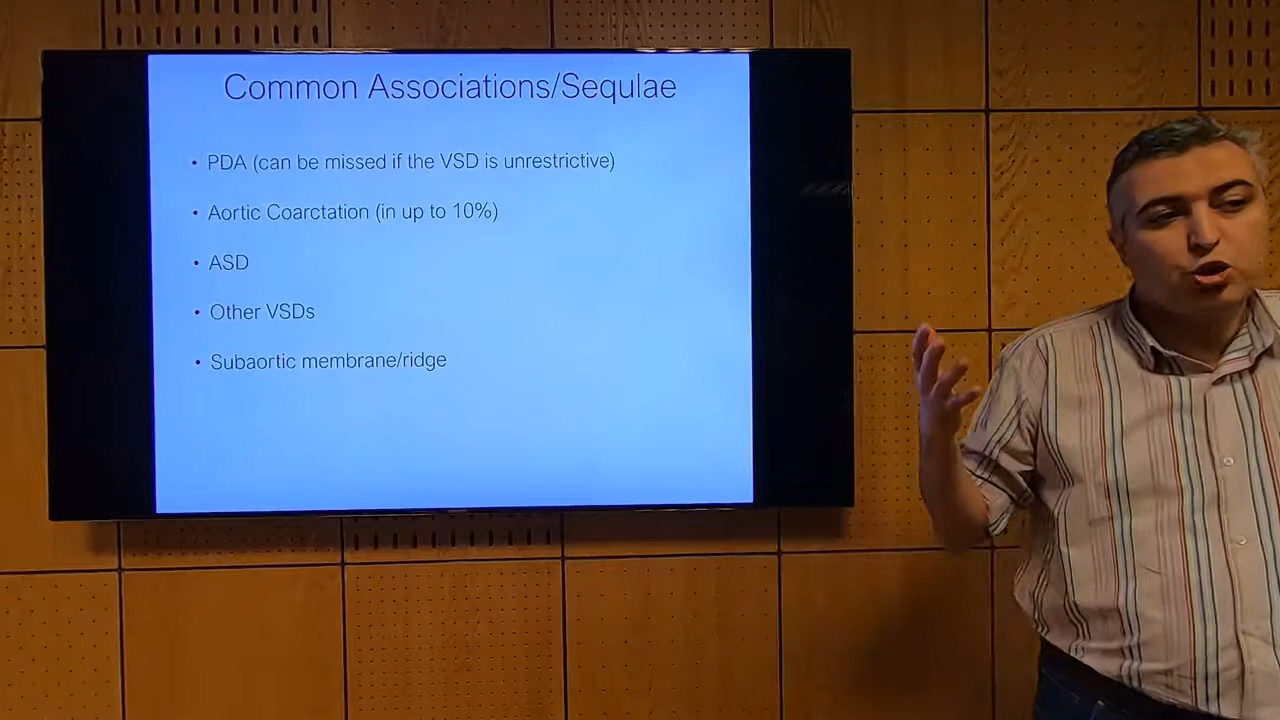 Common Associations/Sequlae
• PDA (can be missed if the VSD is unrestrictive)
• Aortic Coarctation (in up to 10%)
• ASD
• Other VSDs
• Subaortic membrane/ridge